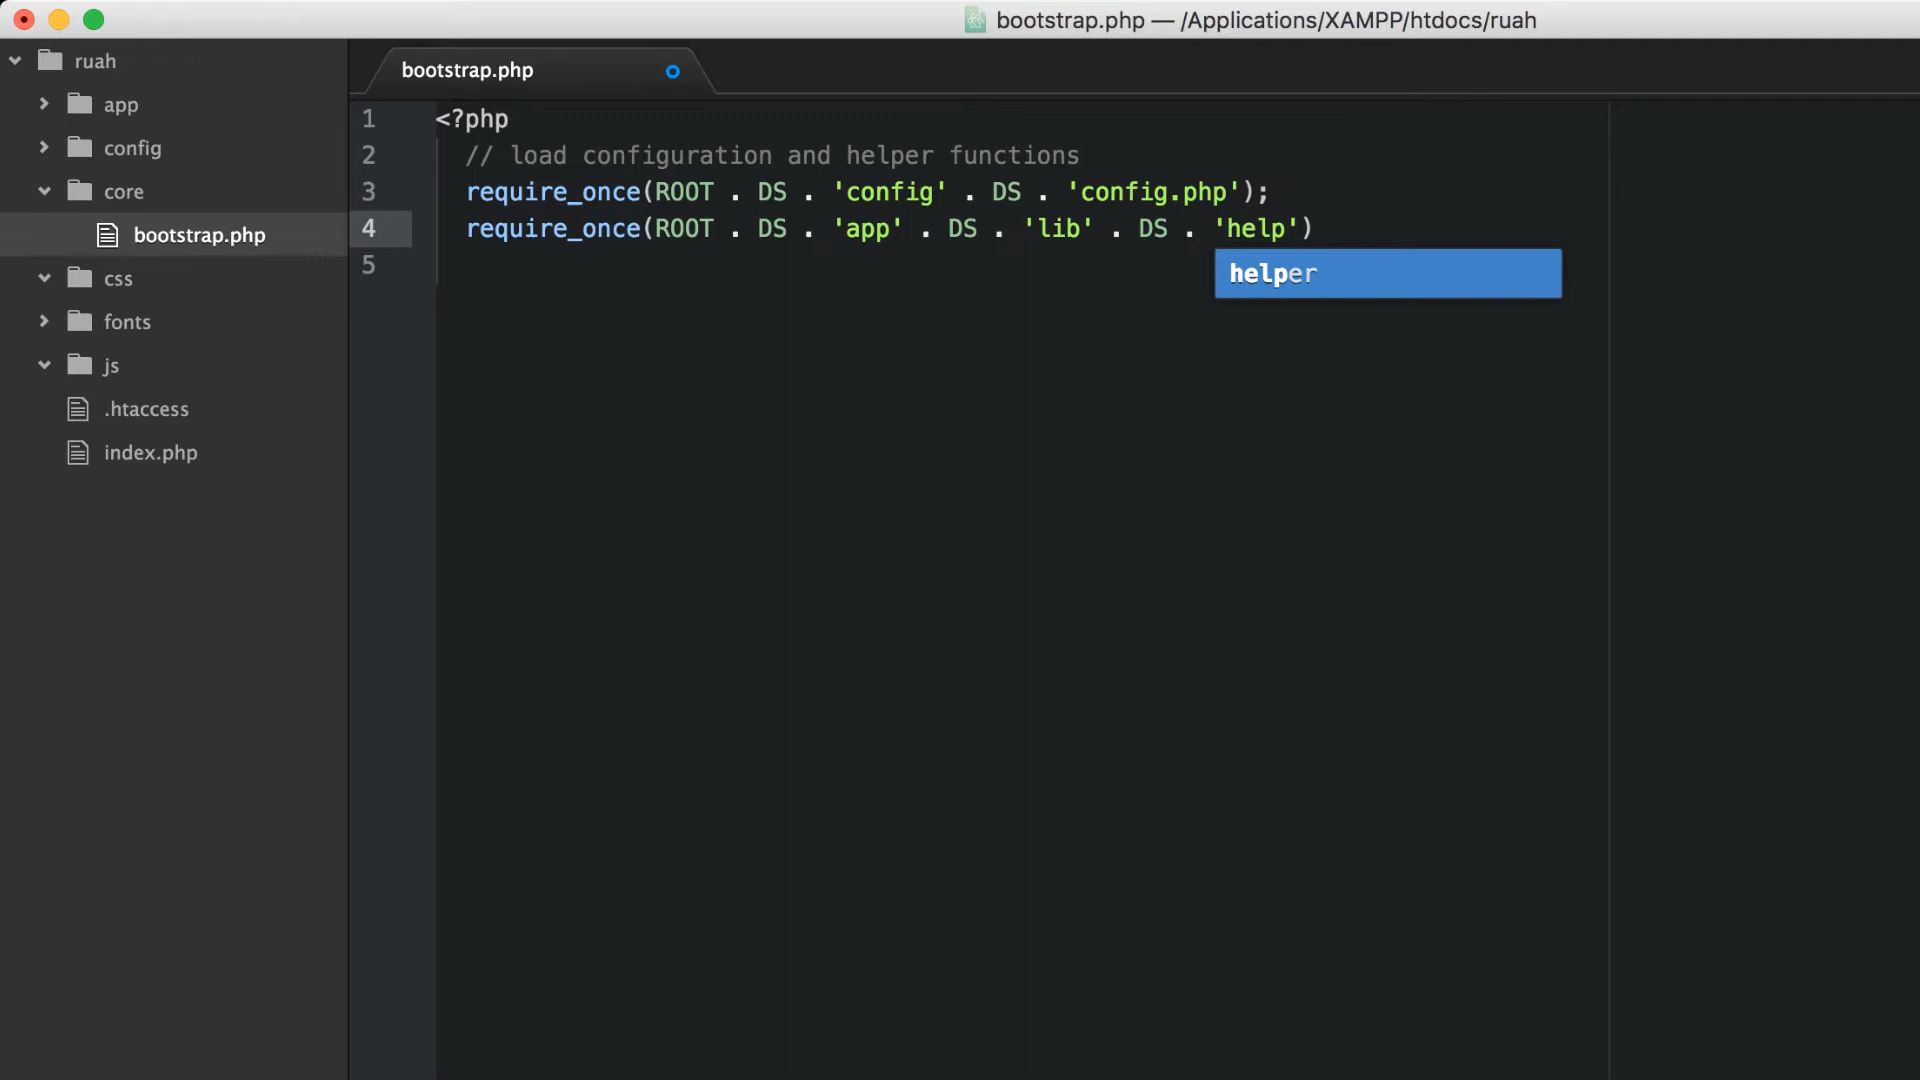 bootstrap.php — /Applications/XAMPP/htdocs/ruah
ruah
app
config
core
bootstrap.php
css
fonts
js
.htaccess
index.php
bootstrap.php
1 <?php
2 // load configuration and helper functions
3 require_once(ROOT . DS . 'config' . DS . 'config.php');
4 require_once(ROOT . DS . 'app' . DS . 'lib' . DS . 'help')
5
helper